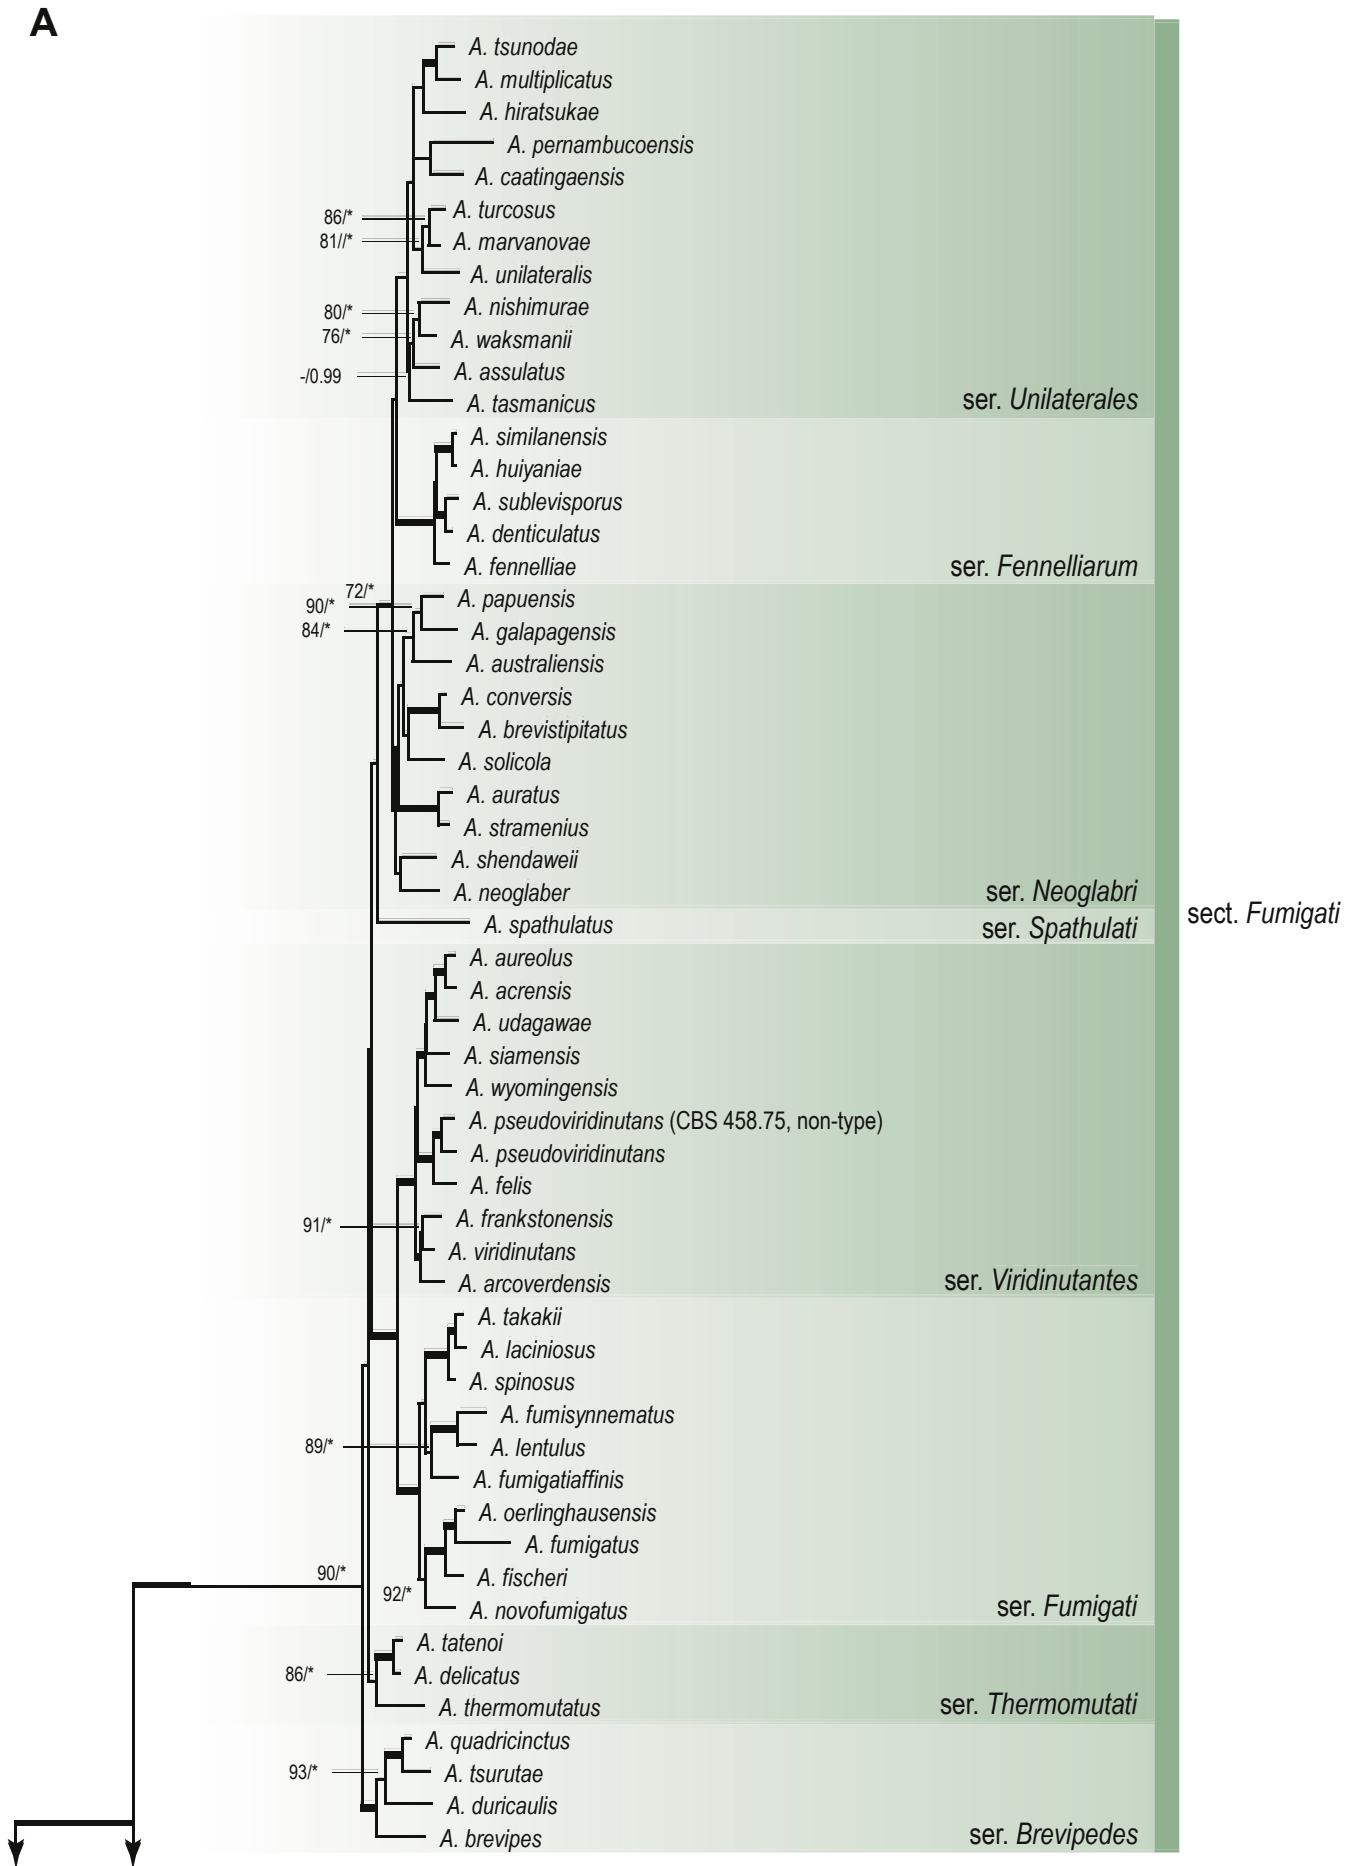 A
A. tsunodae
A. multiplicatus
A. hiratsukae
A. pernambucoensis
A. caatingaensis
86/*
A. turcosus
81//*
A. marvanovae
A. unilateralis
80/*
A. nishimurae
76/*
A. waksmanii
-/0.99
A. assulatus
A. tasmanicus
ser. Unilaterales
A. similanensis
A. huiyaniae
A. sublevisporus
A. denticulatus
A. fennelliae
ser. Fennelliarum
72/*
90/*
A. papuensis
84/*
A. galapagensis
A. australiensis
A. conversis
A. brevistipitatus
A. solicola
A. auratus
A. stramenius
A. shendaweii
A. neoglaber
ser. Neoglabri
sect. Fumigati
A. spathulatus
ser. Spathulati
A. aureolus
A. acrensis
A. udagawae
A. siamensis
A. wyomingensis
A. pseudoviridinutans (CBS 458.75, non-type)
A. pseudoviridinutans
A. felis
91/*
A. frankstonensis
A. viridinutans
A. arcoverdensis
ser. Viridinutantes
A. takakii
A. laciniosus
A. spinosus
A. fumisynnematus
89/*
A. lentulus
A. fumigatiaffinis
A. oerlinghausensis
A. fumigatus
90/*
A. fischeri
92/*
A. novofumigatus
ser. Fumigati
A. tatenoi
86/*
A. delicatus
A. thermomutatus
ser. Thermomutati
A. quadricinctus
93/*
A. tsurutae
A. duricaulis
A. brevipes
ser. Brevipedes